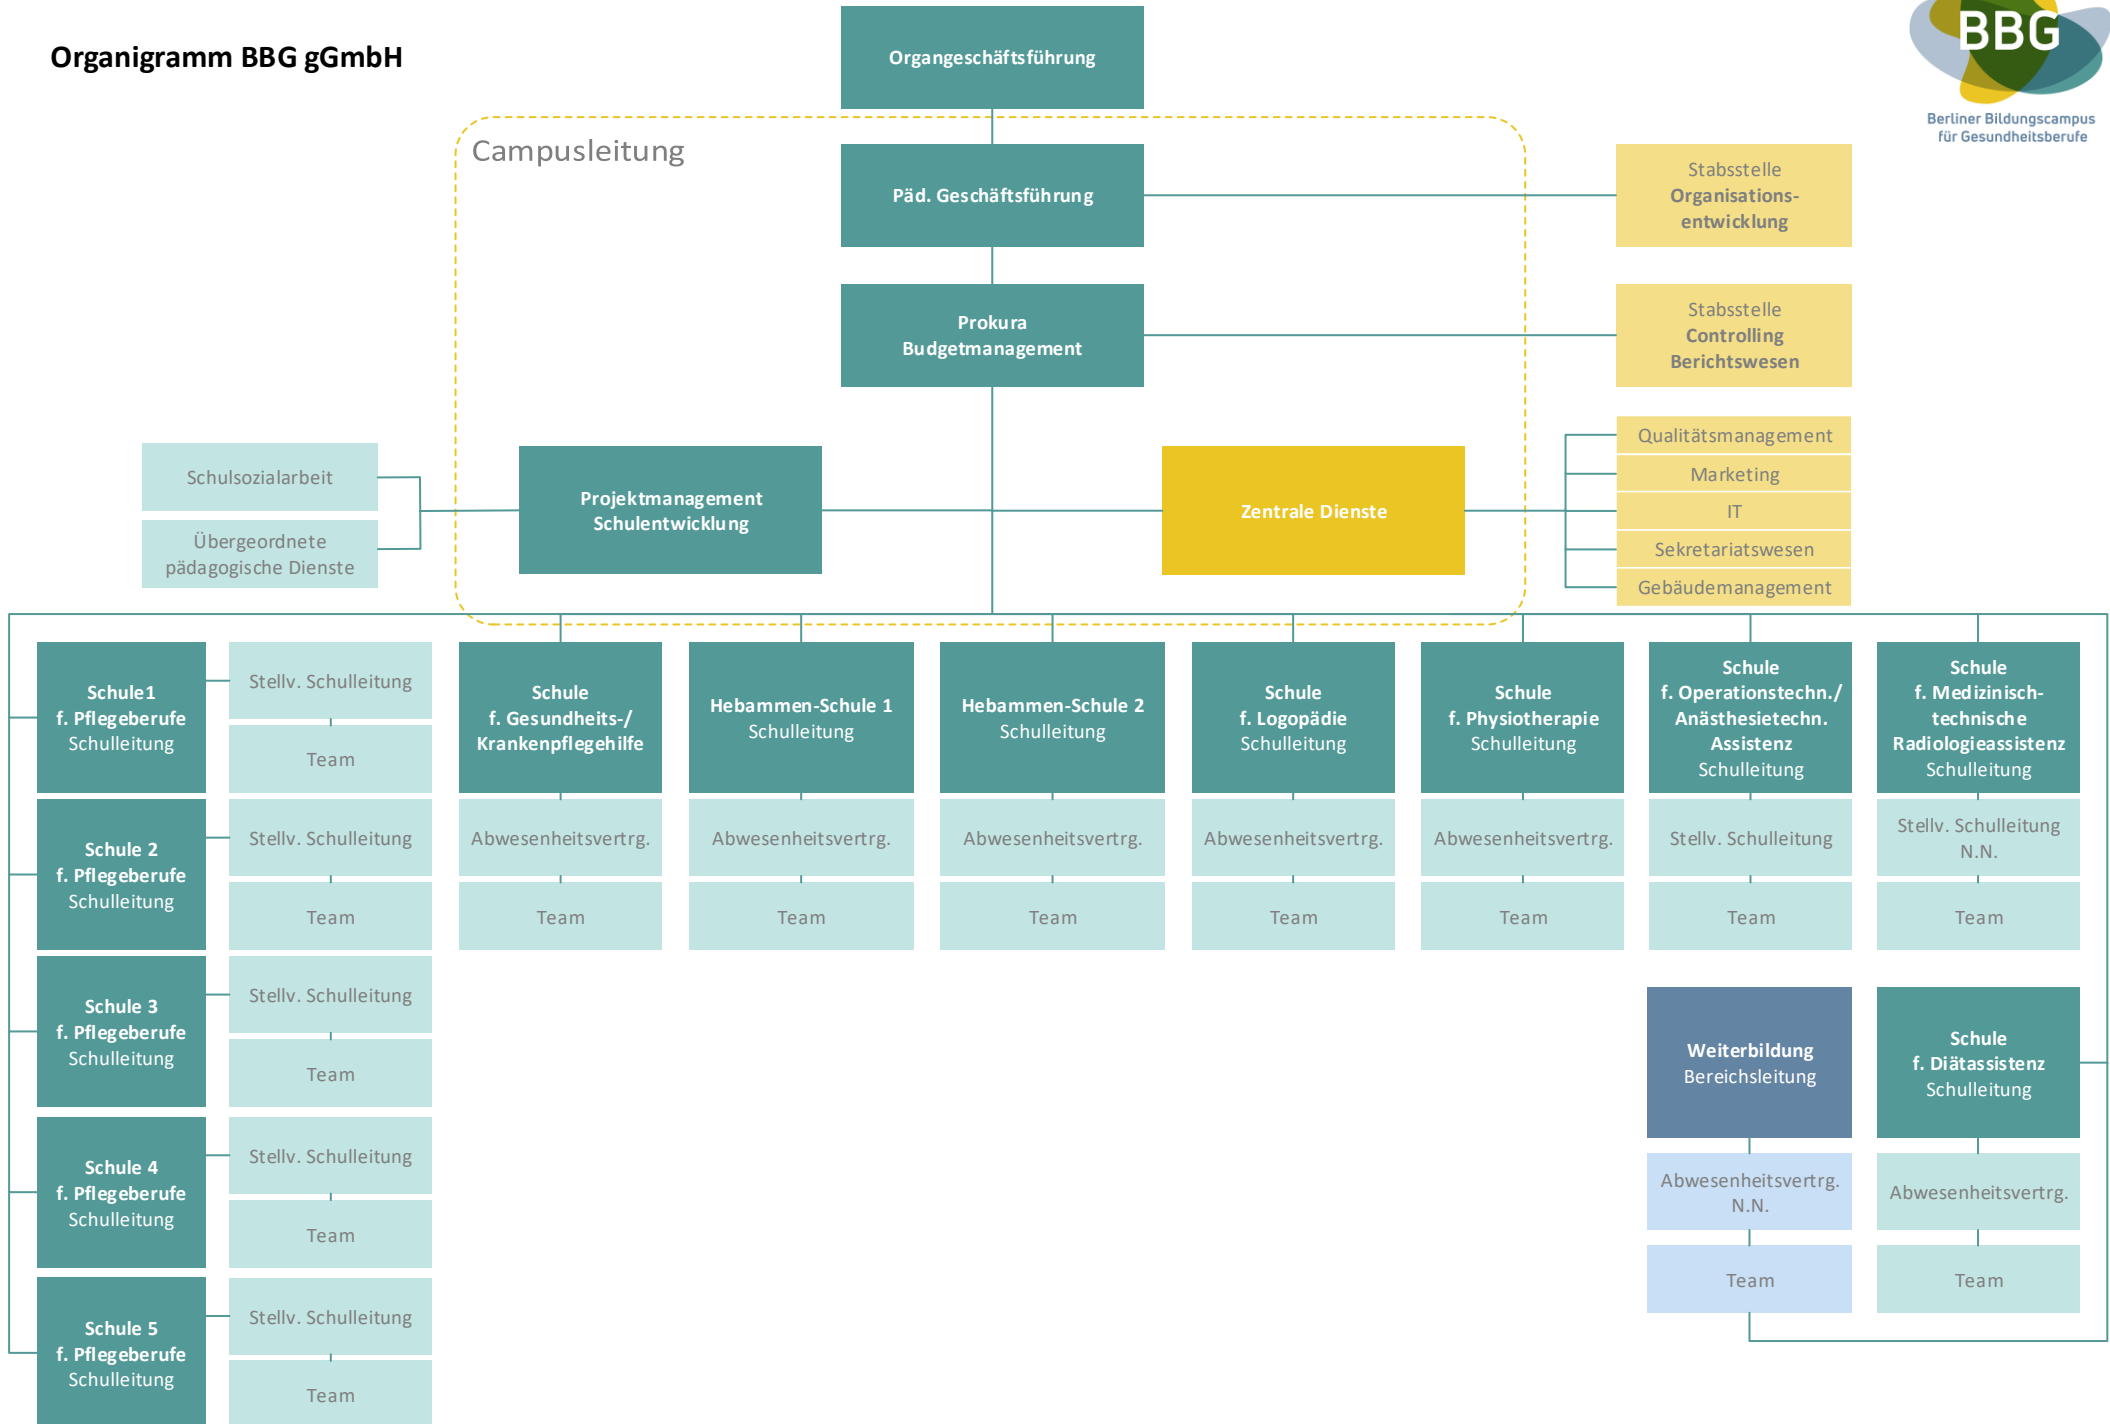 Organigramm BBG gGmbH
BBG
Berliner Bildungscampus
für Gesundheitsberufe
Organgeschäftsführung
Campusleitung
Päd. Geschäftsführung
Stabsstelle
Organisations-
entwicklung
Prokura
Budgetmanagement
Stabsstelle
Controlling
Berichtswesen
Schulsozialarbeit
Übergeordnete
pädagogische Dienste
Projektmanagement
Schulentwicklung
Zentrale Dienste
Qualitätsmanagement
Marketing
IT
Sekretariatswesen
Gebäudemanagement
Schule1
f. Pflegeberufe
Schulleitung
Stellv. Schulleitung
Team
Schule 2
f. Pflegeberufe
Schulleitung
Stellv. Schulleitung
Team
Schule 3
f. Pflegeberufe
Schulleitung
Stellv. Schulleitung
Team
Schule 4
f. Pflegeberufe
Schulleitung
Stellv. Schulleitung
Team
Schule 5
f. Pflegeberufe
Schulleitung
Stellv. Schulleitung
Team
Schule
f. Gesundheits-/
Krankenpflegehilfe
Abwesenheitsvertrg.
Team
Hebammen-Schule 1
Schulleitung
Abwesenheitsvertrg.
Team
Hebammen-Schule 2
Schulleitung
Abwesenheitsvertrg.
Team
Schule
f. Logopädie
Schulleitung
Abwesenheitsvertrg.
Team
Schule
f. Physiotherapie
Schulleitung
Abwesenheitsvertrg.
Team
Schule
f. Operationstechn./
Anästhesietechn.
Assistenz
Schulleitung
Stellv. Schulleitung
Team
Schule
f. Medizinisch-
technische
Radiologieassistenz
Schulleitung
Stellv. Schulleitung
N.N.
Team
Weiterbildung
Bereichsleitung
Abwesenheitsvertrg.
N.N.
Team
Schule
f. Diätassistenz
Schulleitung
Abwesenheitsvertrg.
Team